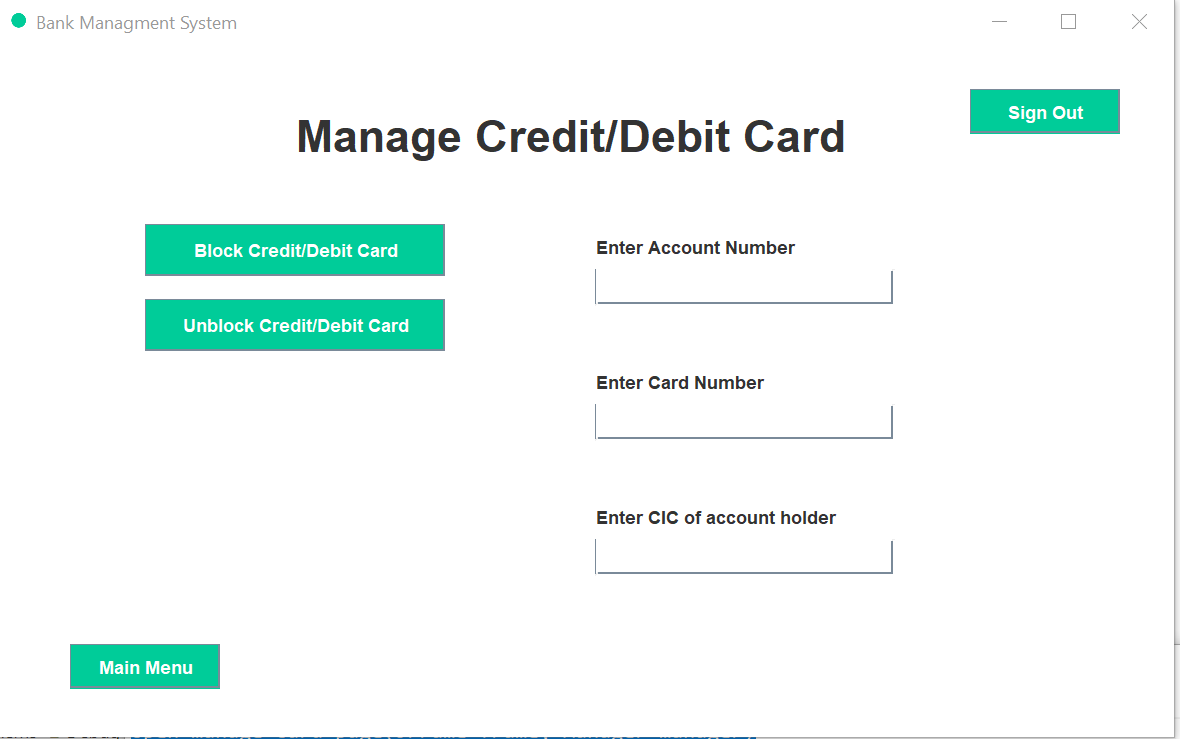 Bank Managment System
Sign Out
Manage Credit/Debit Card
Block Credit/Debit Card
Enter Account Number
Unblock Credit/Debit Card
Enter Card Number
Enter CIC of account holder
Main Menu